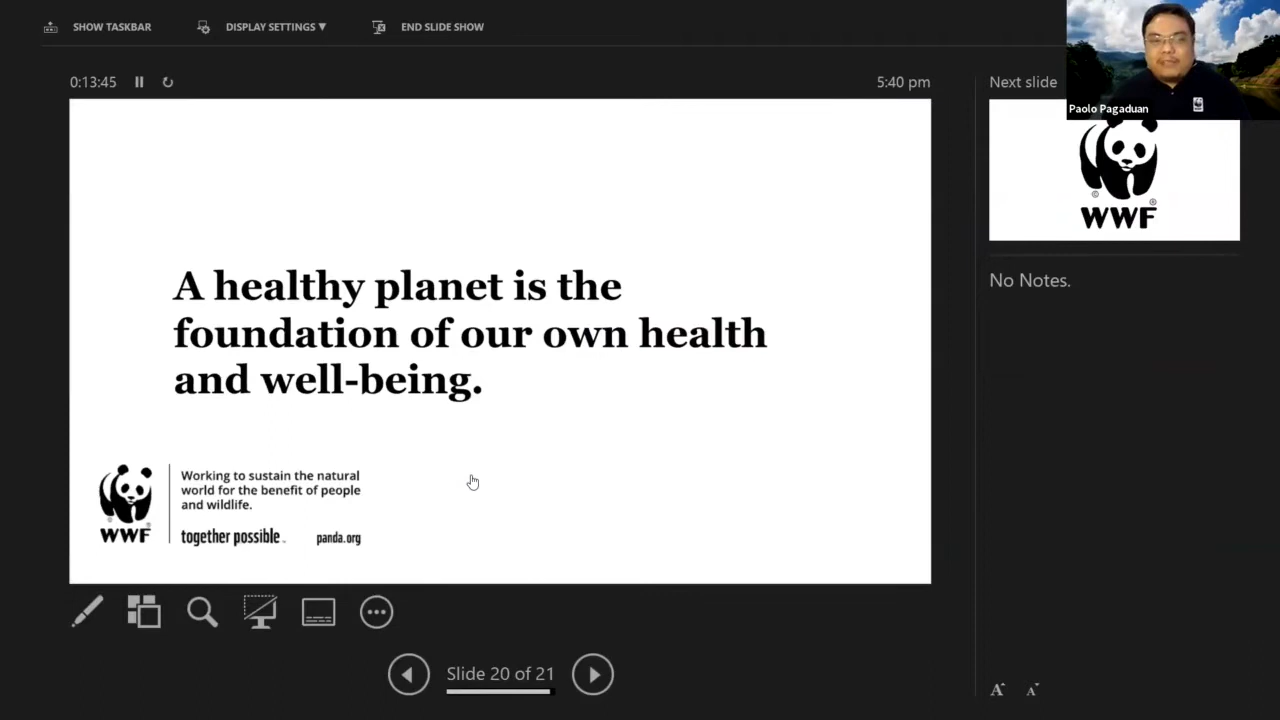 SHOW TASKBAR
DISPLAY SETTINGS ▼
END SLIDE SHOW
0:13:45
5:40 pm
Next slide
Paolo Pagaduan
WWF
No Notes.
A healthy planet is the
foundation of our own health
and well-being.
WWF
Working to sustain the natural
world for the benefit of people
and wildlife.
together possible™
panda.org
Slide 20 of 21
A A